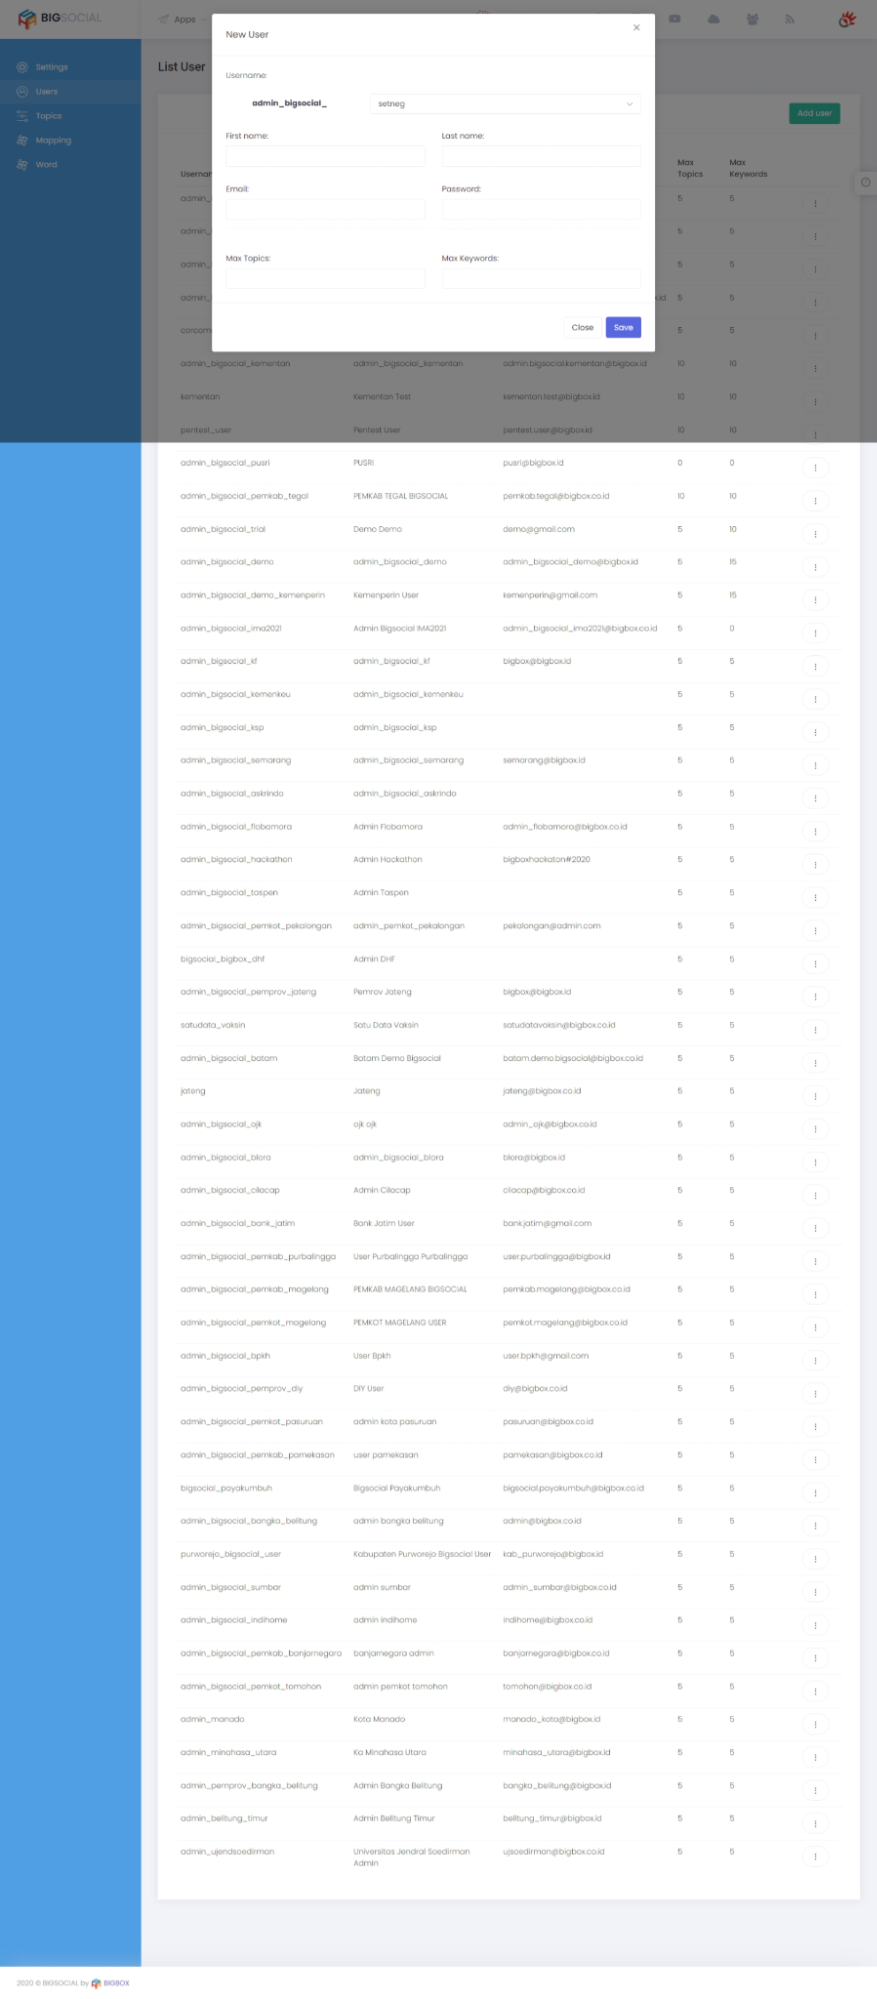 BIGSOCIAL
Apps
Settings
Users
Topics
Mapping
Word
List User
Add user
New User
Username:
admin_bigsocial_ setneg
First name: Last name:
Email: Password:
Max Topics: Max Keywords:
Close Save
Max Topics Max Keywords
admin_ 5 5
admin_ 5 5
admin_ 5 5
admin_ 5 5
corcom 5 5
admin_bigsocial_kementan admin_bigsocial_kementan admin.bigsocial.kementan@bigbox.id 10 10
kementan Kementan Test kementan.test@bigbox.id 10 10
pentest_user Pentest User pentest.user@bigbox.id 10 10
admin_bigsocial_pusri PUSRI pusri@bigbox.id 0 0
admin_bigsocial_pemkab_tegal PEMKAB TEGAL BIGSOCIAL pemkab.tegal@bigbox.co.id 10 10
admin_bigsocial_trial Demo Demo demo@gmail.com 5 10
admin_bigsocial_demo admin_bigsocial_demo admin_bigsocial_demo@bigbox.id 5 15
admin_bigsocial_demo_kemenperin Kemenperin User kemenperin@gmail.com 5 15
admin_bigsocial_ima2021 Admin Bigsocial IMA2021 admin_bigsocial_ima2021@bigbox.co.id 5 0
admin_bigsocial_kf admin_bigsocial_kf bigbox@bigbox.id 5 5
admin_bigsocial_kemenkeu admin_bigsocial_kemenkeu 5 5
admin_bigsocial_ksp admin_bigsocial_ksp 5 5
admin_bigsocial_semarang admin_bigsocial_semarang semarang@bigbox.id 5 5
admin_bigsocial_askrindo admin_bigsocial_askrindo 5 5
admin_bigsocial_flobamora Admin Flobamora admin_flobamora@bigbox.co.id 5 5
admin_bigsocial_hackathon Admin Hackathon bigboxhackaton#2020 5 5
admin_bigsocial_taspen Admin Taspen 5 5
admin_bigsocial_pemkot_pekalongan admin_pemkot_pekalongan pekalongan@admin.com 5 5
bigsocial_bigbox_dhf Admin DHF 5 5
admin_bigsocial_pemprov_jateng Pemrov Jateng bigbox@bigbox.id 5 5
satudata_vaksin Satu Data Vaksin satudatavaksin@bigbox.co.id 5 5
admin_bigsocial_batam Batam Demo Bigsocial batam.demo.bigsocial@bigbox.co.id 5 5
jateng Jateng jateng@bigbox.co.id 5 5
admin_bigsocial_ojk ojk ojk admin_ojk@bigbox.co.id 5 5
admin_bigsocial_blora admin_bigsocial_blora blora@bigbox.id 5 5
admin_bigsocial_cilacap Admin Cilacap cilacap@bigbox.co.id 5 5
admin_bigsocial_bank_jatim Bank Jatim User bank.jatim@gmail.com 5 5
admin_bigsocial_pemkab_purbalingga User Purbalingga Purbalingga user.purbalingga@bigbox.id 5 5
admin_bigsocial_pemkab_magelang PEMKAB MAGELANG BIGSOCIAL pemkab.magelang@bigbox.co.id 5 5
admin_bigsocial_pemkot_magelang PEMKOT MAGELANG USER pemkot.magelang@bigbox.co.id 5 5
admin_bigsocial_bpkh User Bpkh user.bpkh@gmail.com 5 5
admin_bigsocial_pemprov_diy DIY User diy@bigbox.co.id 5 5
admin_bigsocial_pemkot_pasuruan admin kota pasuruan pasuruan@bigbox.co.id 5 5
admin_bigsocial_pemkab_pamekasan user pamekasan pamekasan@bigbox.co.id 5 5
bigsocial_payakumbuh Bigsocial Payakumbuh bigsocial.payakumbuh@bigbox.co.id 5 5
admin_bigsocial_bangka_belitung admin bangka belitung admin@bigbox.co.id 5 5
purworejo_bigsocial_user Kabupaten Purworejo Bigsocial User kab_purworejo@bigbox.id 5 5
admin_bigsocial_sumbar admin sumbar admin_sumbar@bigbox.co.id 5 5
admin_bigsocial_indihome admin indihome indihome@bigbox.co.id 5 5
admin_bigsocial_pemkab_banjarnegara banjarnegara admin banjarnegara@bigbox.co.id 5 5
admin_bigsocial_pemkot_tomohon admin pemkot tomohon tomohon@bigbox.co.id 5 5
admin_manado Kota Manado manado_kota@bigbox.id 5 5
admin_minahasa_utara Ka Minahasa Utara minahasa_utara@bigbox.id 5 5
admin_pemprov_bangka_belitung Admin Bangka Belitung bangka_belitung@bigbox.id 5 5
admin_belitung_timur Admin Belitung Timur belitung_timur@bigbox.id 5 5
admin_ujendsoedirman Universitas Jendral Soedirman Admin ujsoedirman@bigbox.co.id 5 5
2020 © BIGSOCIAL by BIGBOX